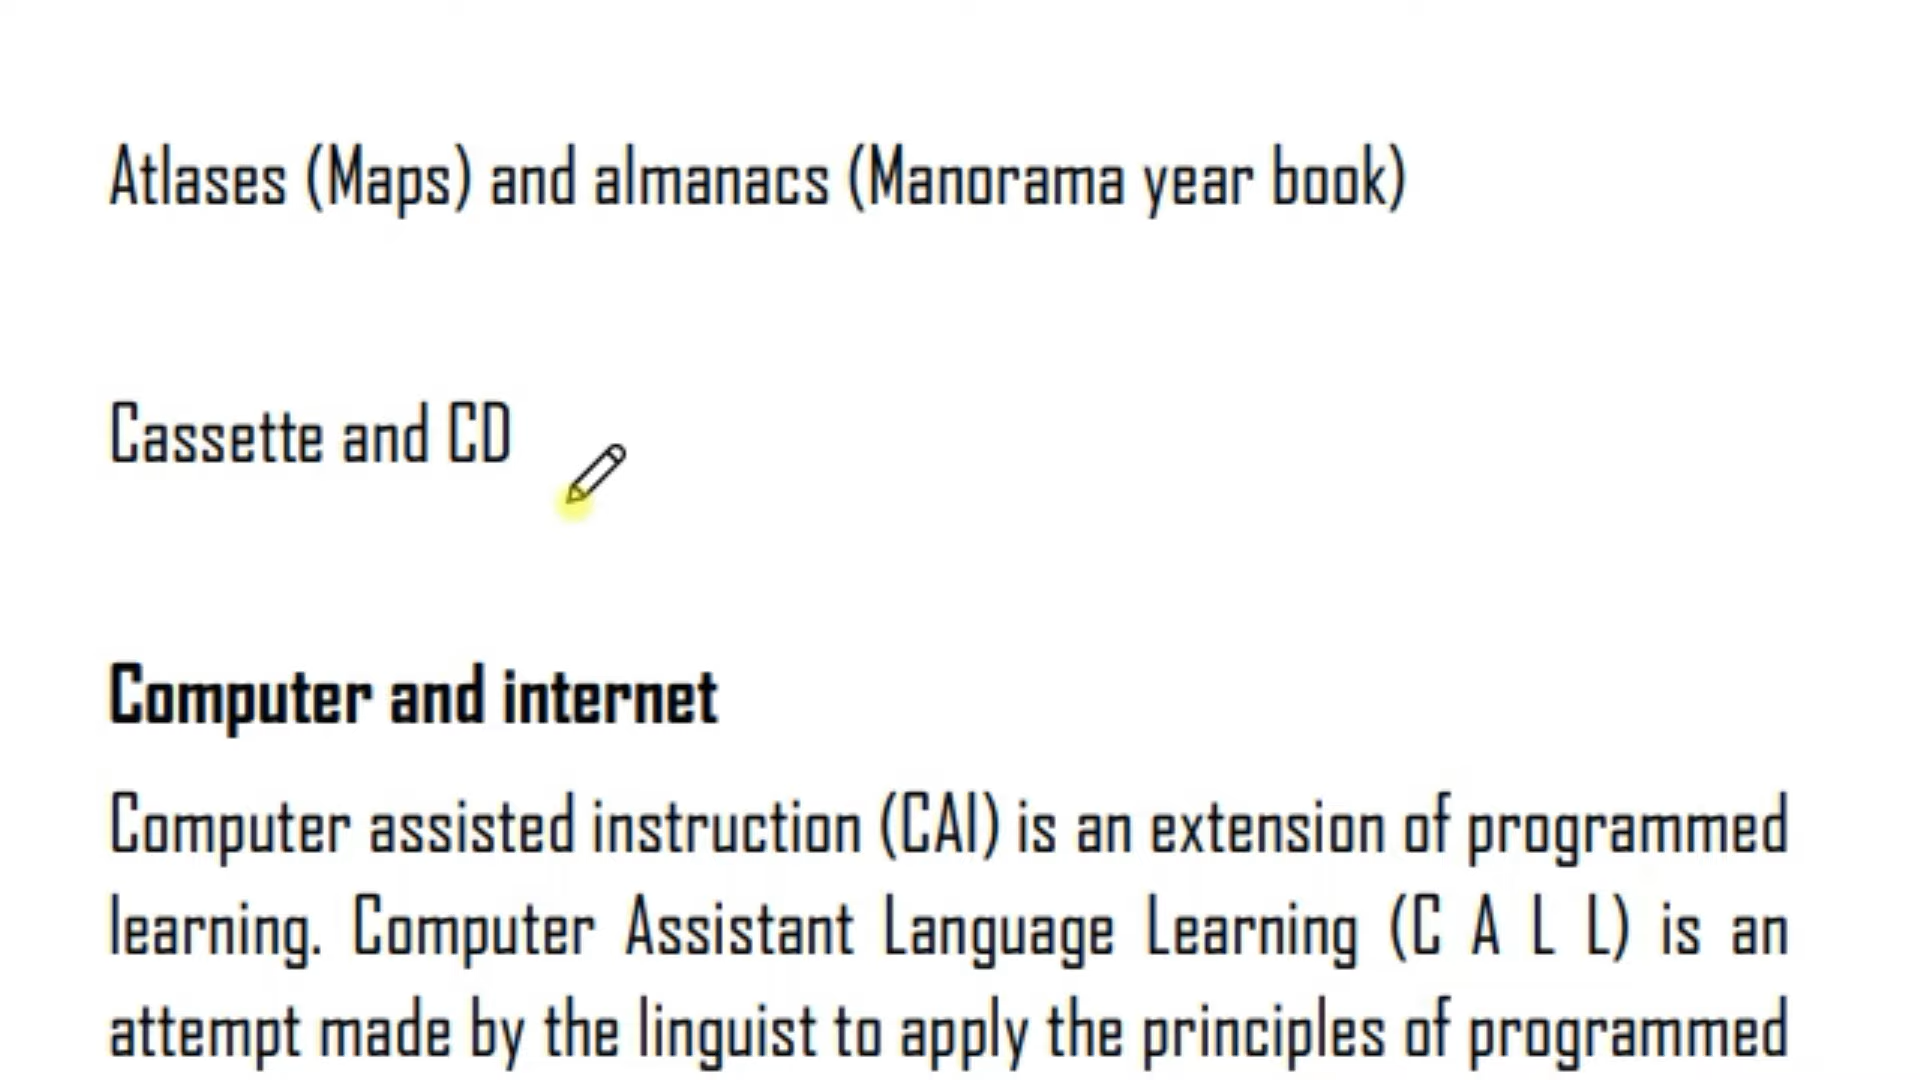 Atlases (Maps) and almanacs (Manorama year book)
Cassette and CD
Computer and internet
Computer assisted instruction (CAI) is an extension of programmed
learning. Computer Assistant Language Learning (C A L L) is an
attempt made by the linguist to apply the principles of programmed